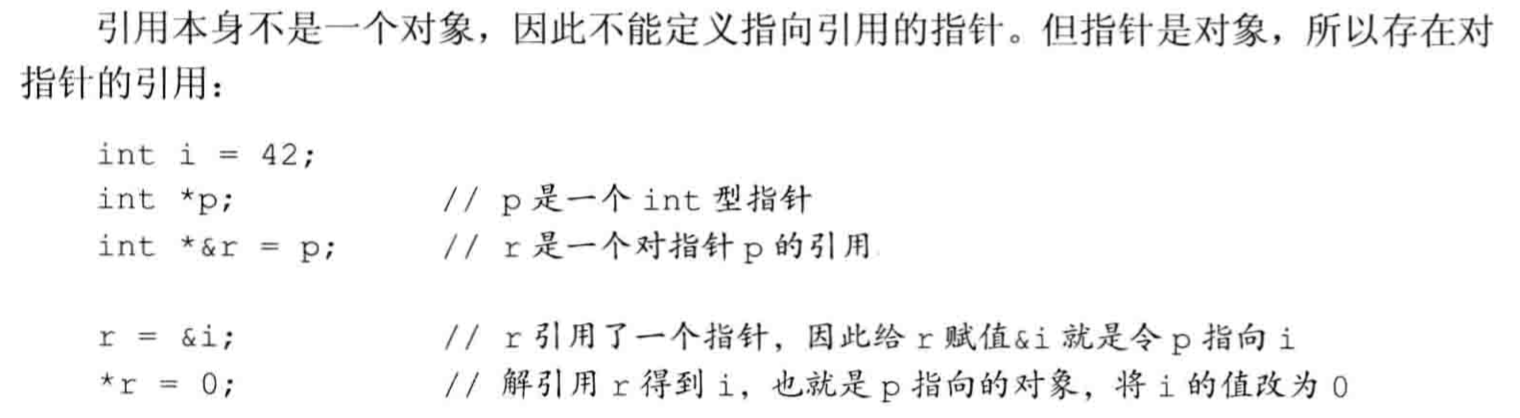 引用本身不是一个对象，因此不能定义指向引用的指针。但指针是对象，所以存在对
指针的引用：
int i = 42;
int *p; // p 是一个 int 型指针
int *&r = p; // r 是一个对指针 p 的引用
r = &i; // r 引用了一个指针，因此给 r 赋值&i 就是令 p 指向 i
*r = 0; // 解引用 r 得到 i，也就是 p 指向的对象，将 i 的值改为 0